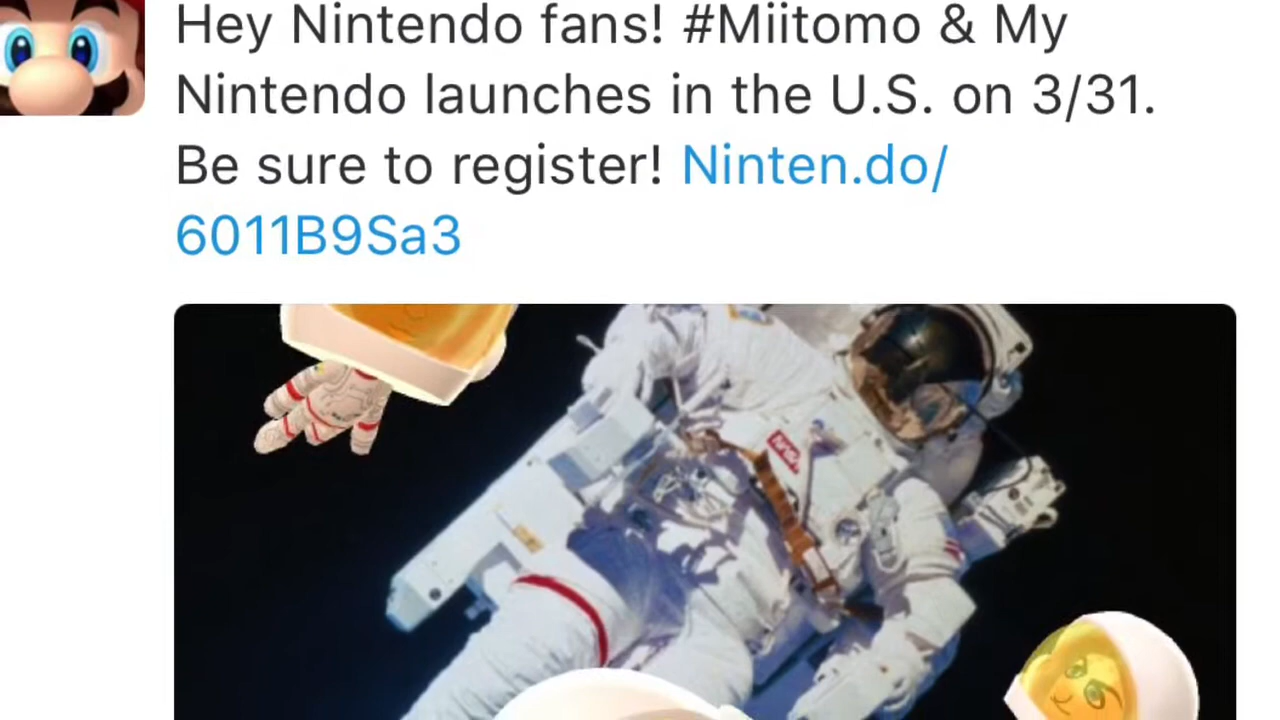 Hey Nintendo fans! #Miitomo & My
Nintendo launches in the U.S. on 3/31.
Be sure to register! Ninten.do/
6011B9Sa3
NASA